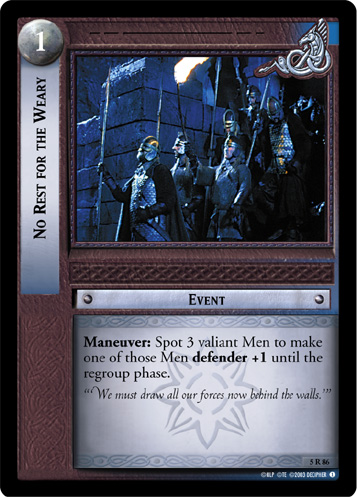 1
No Rest for the Weary
Event
Maneuver: Spot 3 valiant Men to make
one of those Men defender +1 until the
regroup phase.
“‘We must draw all our forces now behind the walls.’”
5 R 86
©NLP ©TE ©2003 DECIPHER